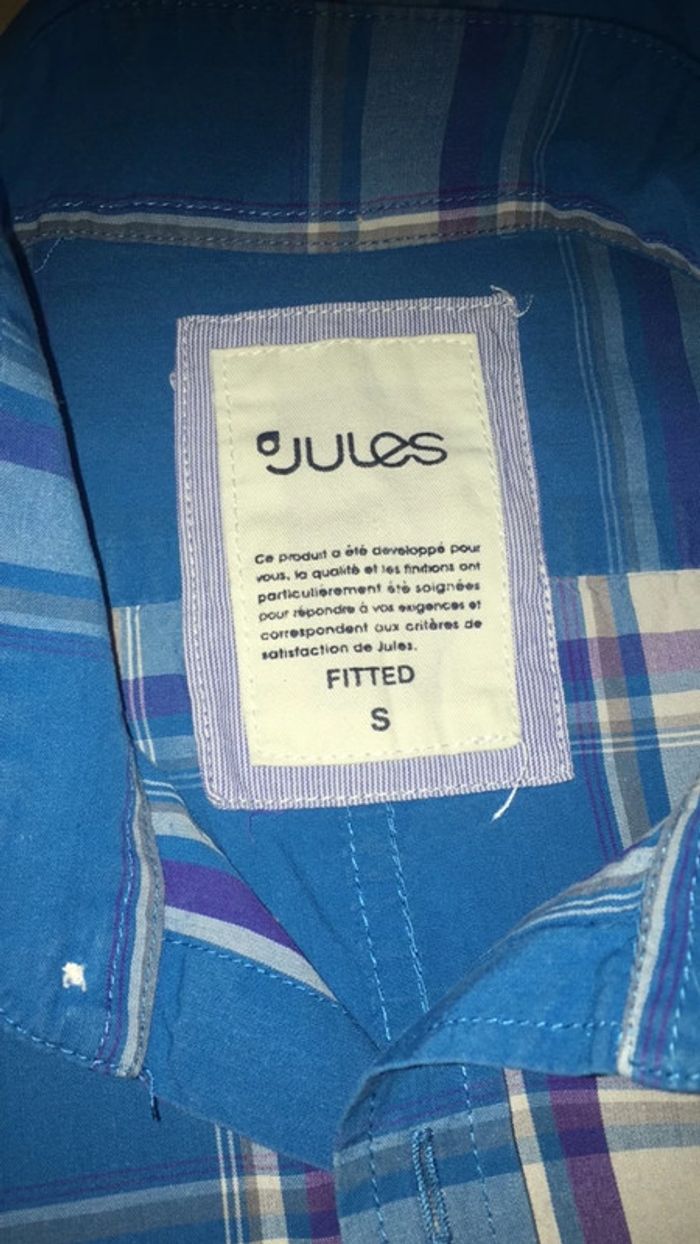 JULES
Ce produit a été developpé pour
vous, la qualité et les finitions ont
particulièrement été soignées
pour répondre à vos exigences et
correspondent aux critères de
satisfaction de Jules.
FITTED
S